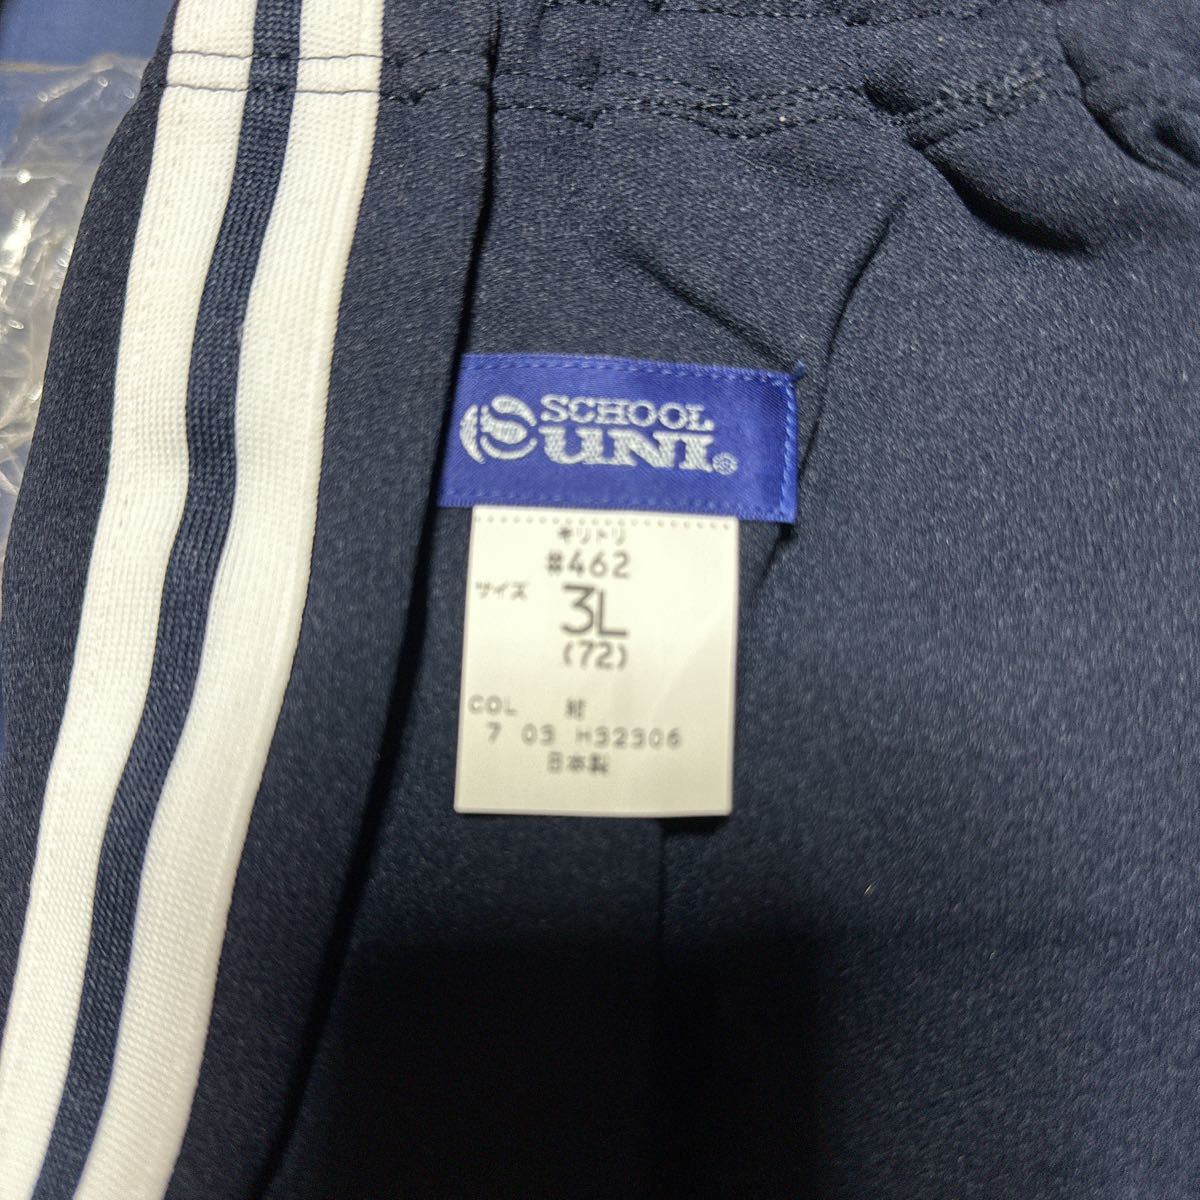 SCHOOL
UNI®
キリトリ
#462
サイズ 3L
(72)
COL 紺
7 03 H32306
日本製